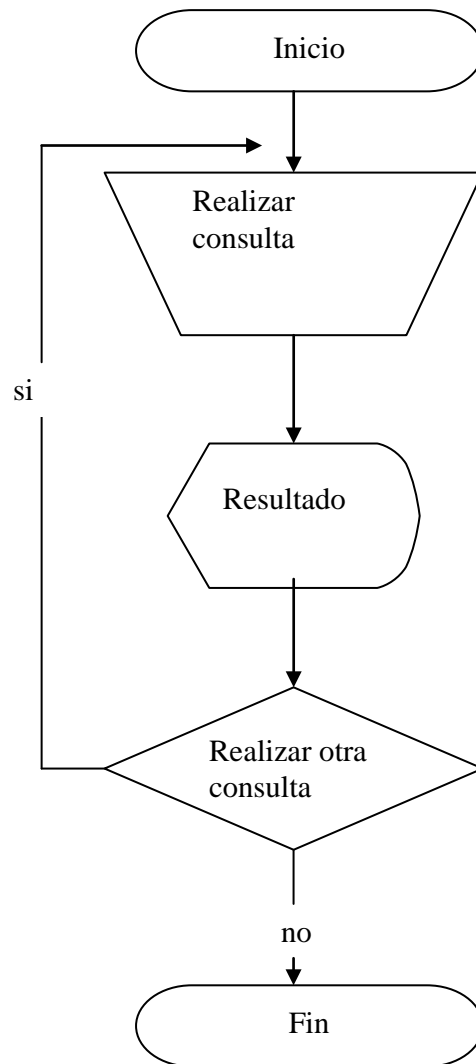 Inicio
Realizar
consulta
si
Resultado
Realizar otra
consulta
no
Fin